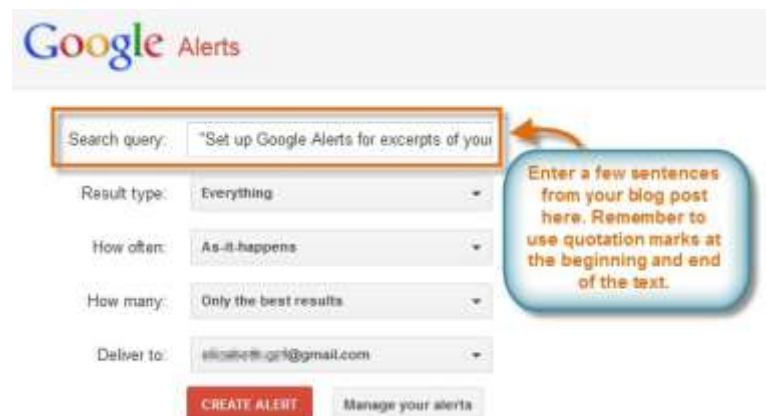 Google Alerts
Search query: "Set up Google Alerts for excerpts of your
Result type: Everything
How often: As-it-happens
How many: Only the best results
Deliver to: @gmail.com
CREATE ALERT Manage your alerts
Enter a few sentences
from your blog post
here. Remember to
use quotation marks at
the beginning and end
of the text.